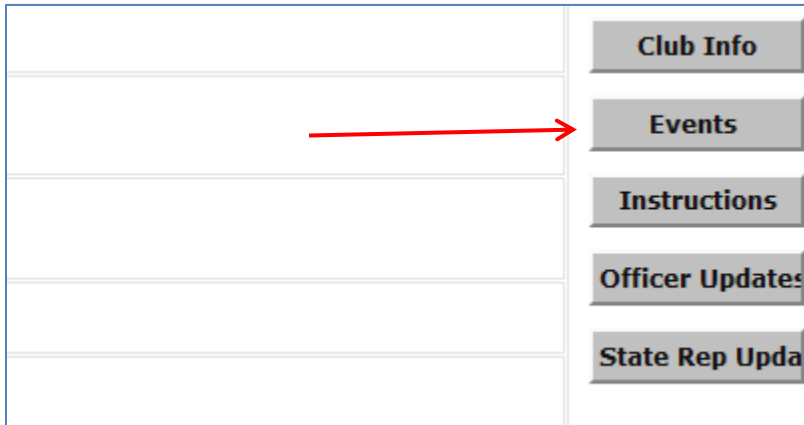 Club Info
Events
Instructions
Officer Updates
State Rep Upda